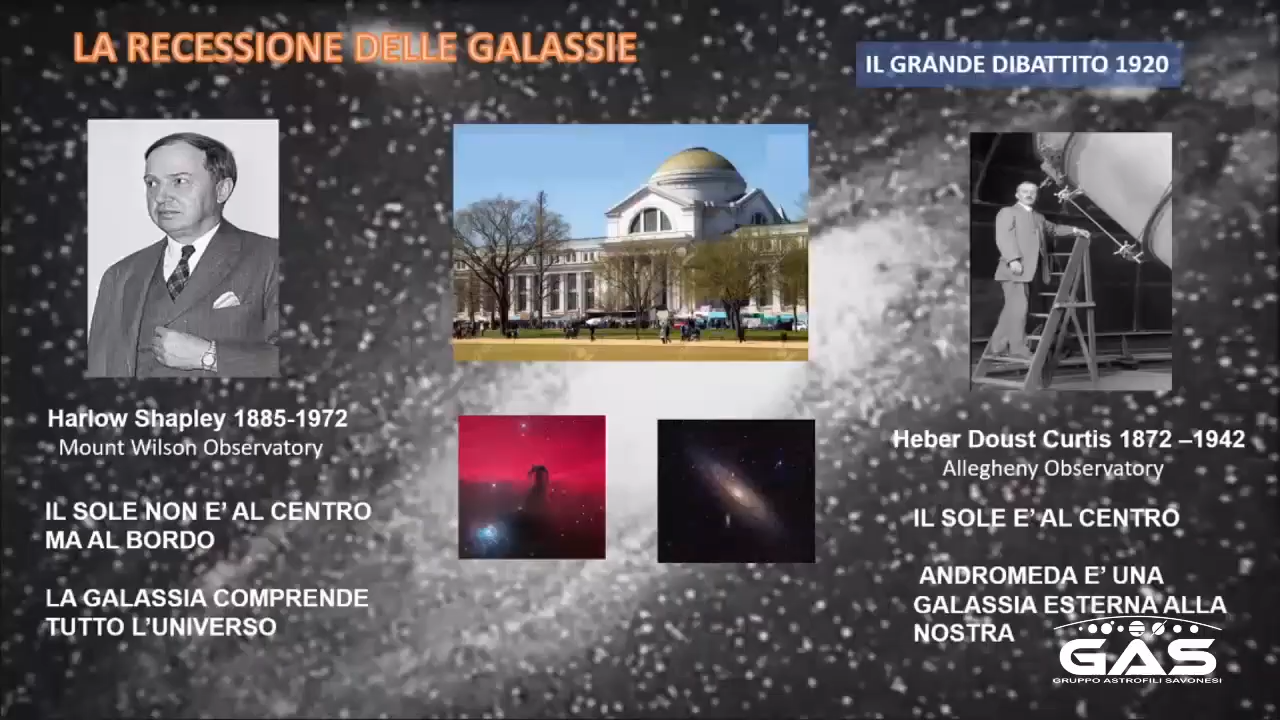 LA RECESSIONE DELLE GALASSIE
IL GRANDE DIBATTITO 1920
Harlow Shapley 1885-1972
Mount Wilson Observatory
IL SOLE NON E' AL CENTRO
MA AL BORDO
LA GALASSIA COMPRENDE
TUTTO L'UNIVERSO
Heber Doust Curtis 1872 –1942
Allegheny Observatory
IL SOLE E' AL CENTRO
ANDROMEDA E' UNA
GALASSIA ESTERNA ALLA
NOSTRA
GAS
GRUPPO ASTROFILI SAVONESI